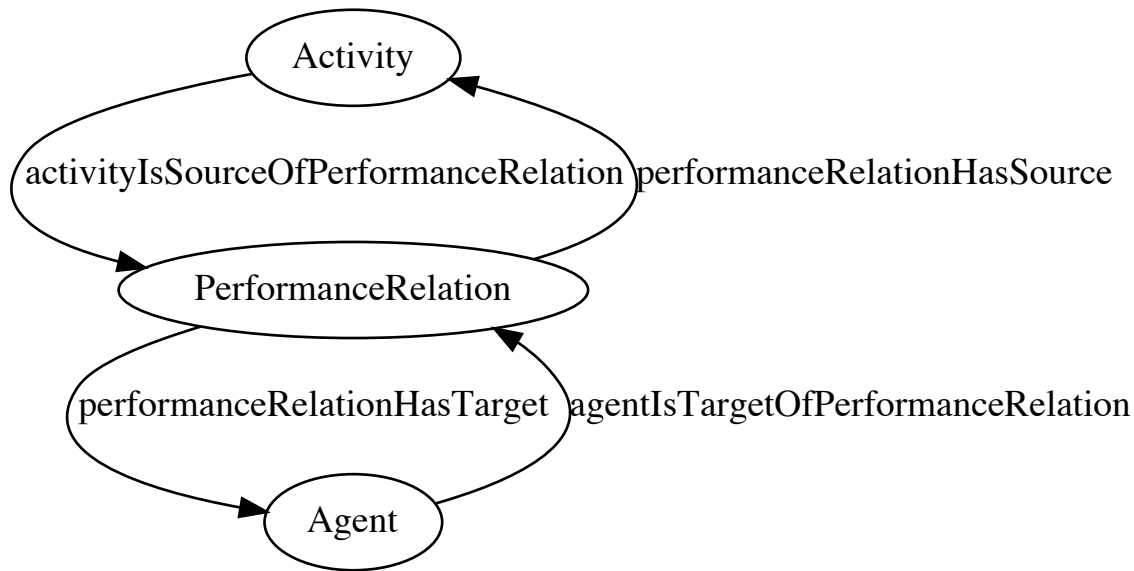 Activity
activityIsSourceOfPerformanceRelation
performanceRelationHasSource
PerformanceRelation
performanceRelationHasTarget
agentIsTargetOfPerformanceRelation
Agent